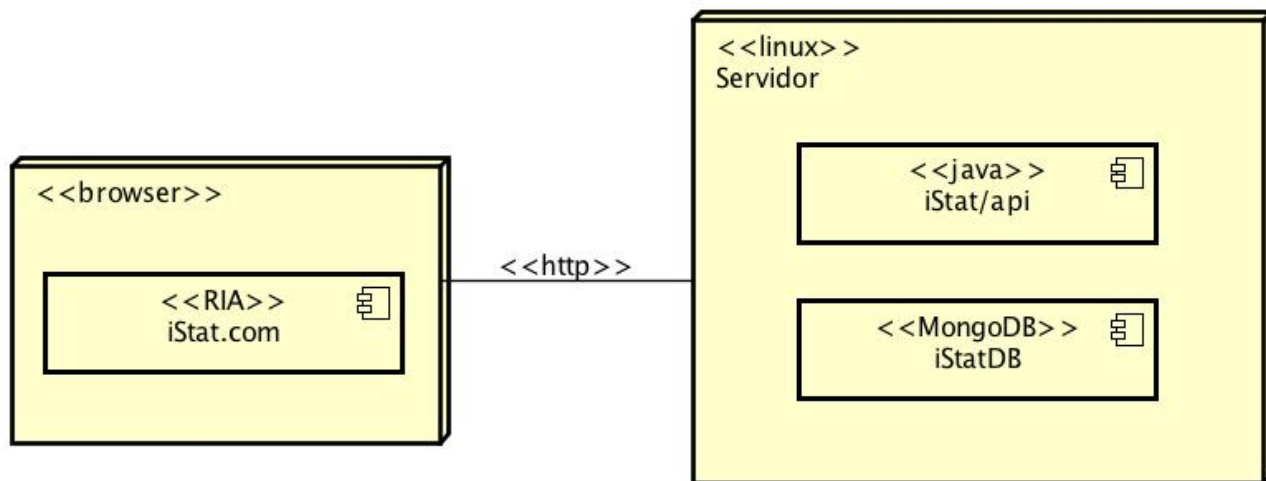 <<browser>>
<<RIA>>
iStat.com
<<http>>
<<linux>>
Servidor
<<java>>
iStat/api
<<MongoDB>>
iStatDB